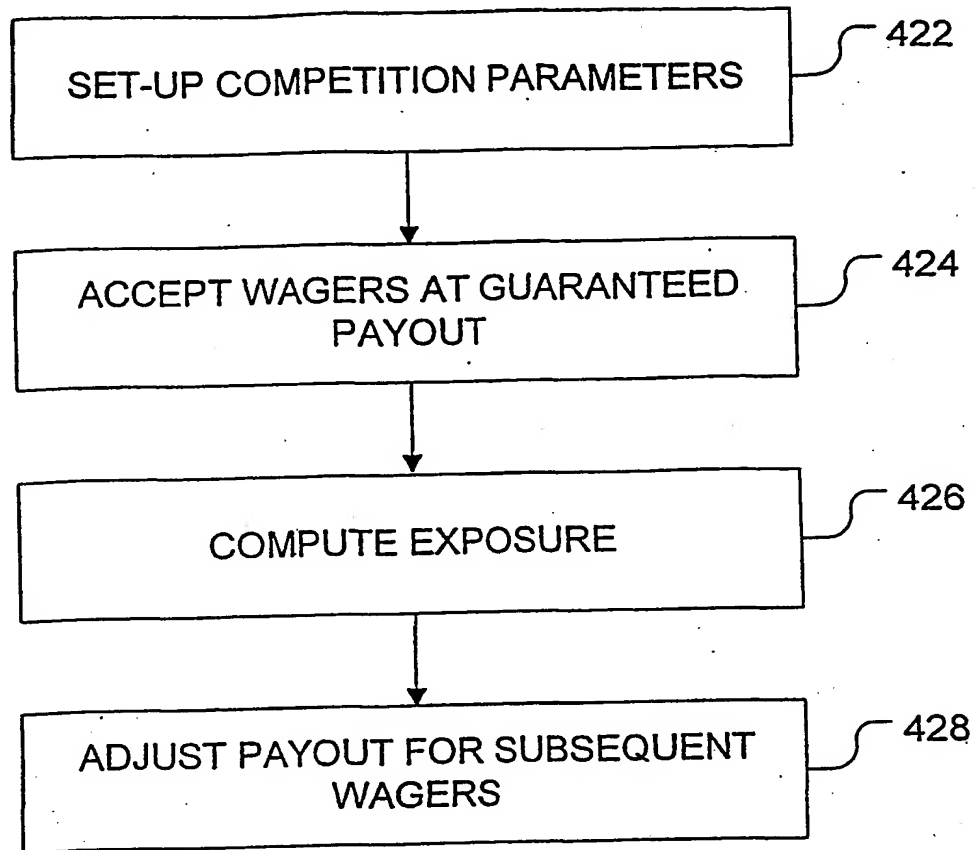 SET-UP COMPETITION PARAMETERS
422
ACCEPT WAGERS AT GUARANTEED
PAYOUT
424
COMPUTE EXPOSURE
426
ADJUST PAYOUT FOR SUBSEQUENT
WAGERS
428